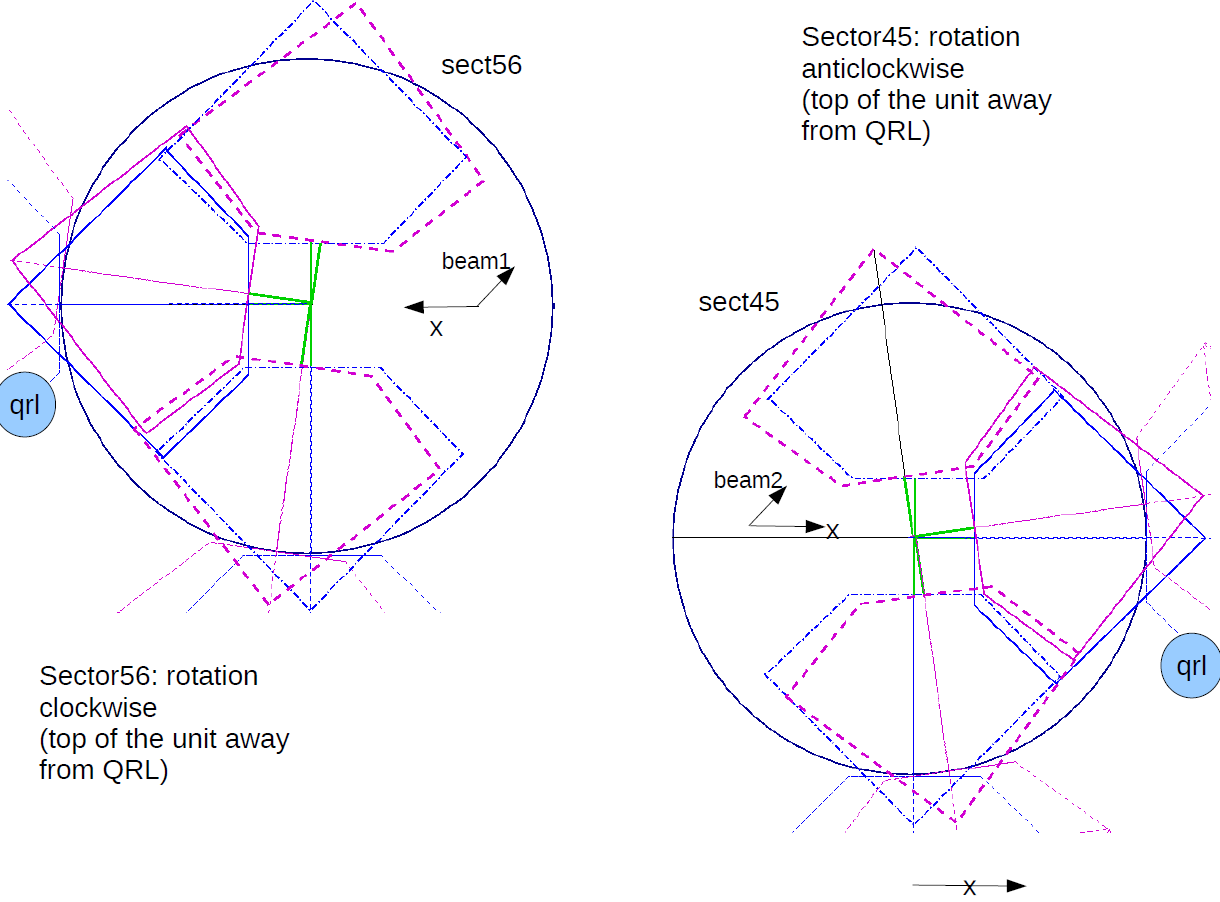 sect56
Sector45: rotation
anticlockwise
(top of the unit away
from QRL)
beam1
X
qrl
sect45
beam2
X
qrl
Sector56: rotation
clockwise
(top of the unit away
from QRL)
X